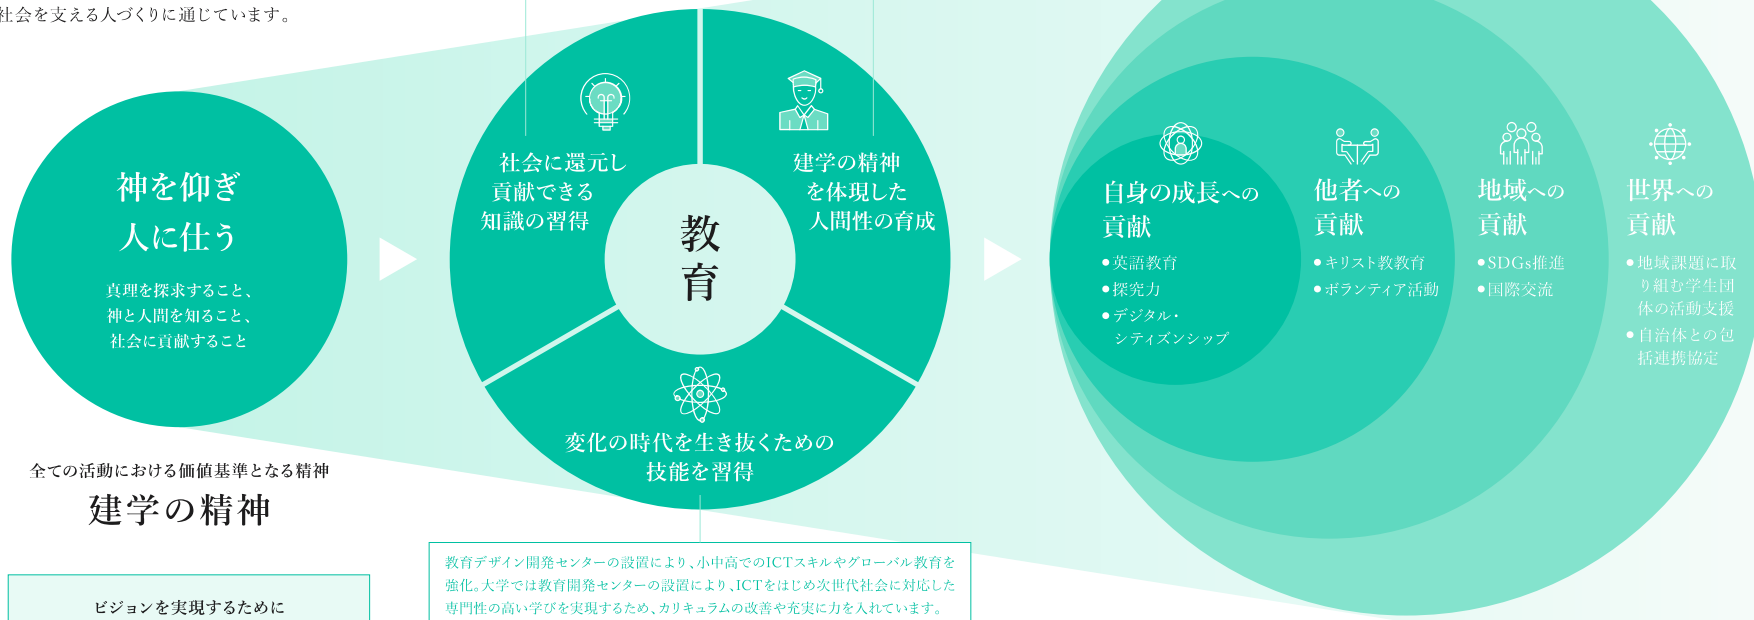 社会を支える人づくりに通じています。
神を仰ぎ
人に仕う
真理を探求すること、
神と人間を知ること、
社会に貢献すること
全ての活動における価値基準となる精神
建学の精神
ビジョンを実現するために
社会に還元し
貢献できる
知識の習得
建学の精神
を体現した
人間性の育成
教
育
変化の時代を生き抜くための
技能を習得
教育デザイン開発センターの設置により、小中高でのICTスキルやグローバル教育を
強化。大学では教育開発センターの設置により、ICTをはじめ次世代社会に対応した
専門性の高い学びを実現するため、カリキュラムの改善や充実に力を入れています。
自身の成長への
貢献
●英語教育
●探究力
●デジタル・
シティズンシップ
他者への
貢献
●キリスト教教育
●ボランティア活動
地域への
貢献
●SDGs推進
●国際交流
世界への
貢献
●地域課題に取
り組む学生団
体の活動支援
●自治体との包
括連携協定